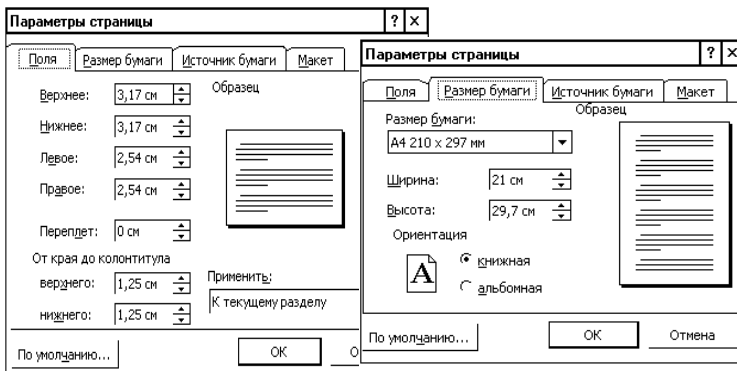 Параметры страницы
Поля Размер бумаги Источник бумаги Макет
Верхнее: 3,17 см
Образец
Нижнее: 3,17 см
Левое: 2,54 см
Правое: 2,54 см
Переплет: 0 см
От края до колонтитула
верхнего: 1,25 см
Применить:
нижнего: 1,25 см
К текущему разделу
По умолчанию... ОК
Параметры страницы
Поля Размер бумаги Источник бумаги Макет
Размер бумаги:
Образец
A4 210 x 297 мм
Ширина: 21 см
Высота: 29,7 см
Ориентация
A
книжная
альбомная
По умолчанию... ОК Отмена